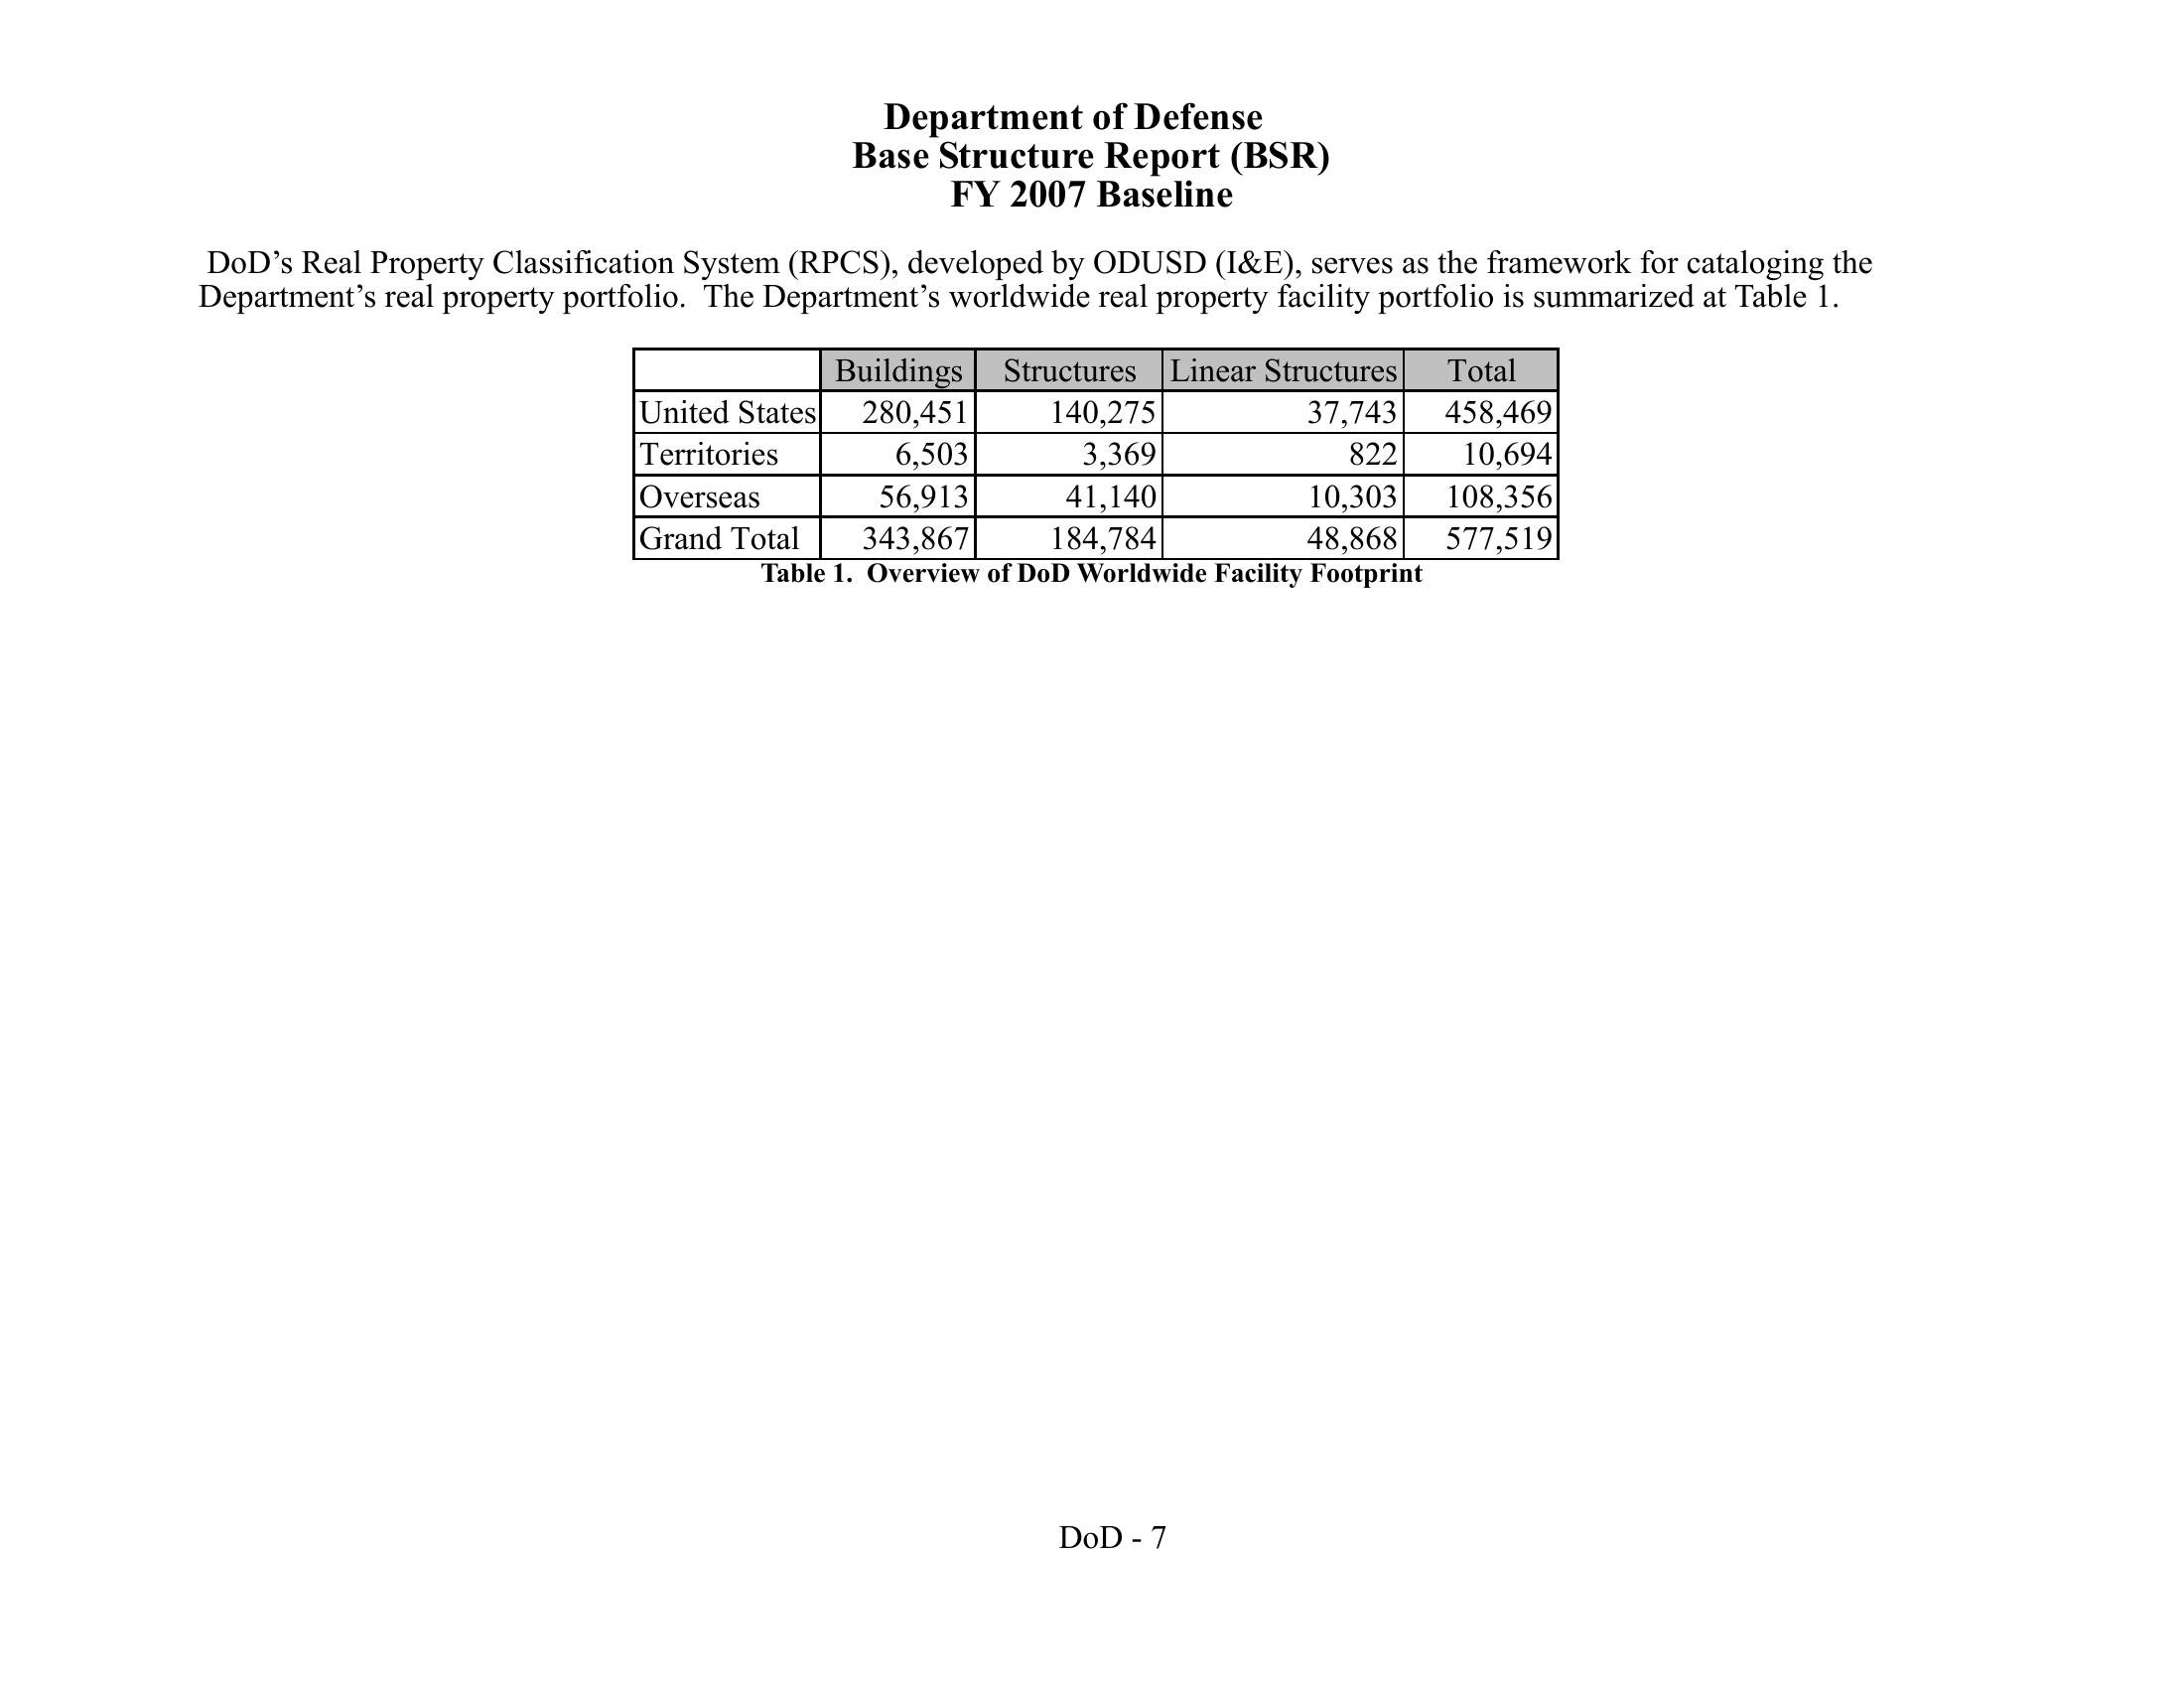 Department of Defense
Base Structure Report (BSR)
FY 2007 Baseline
DoD’s Real Property Classification System (RPCS), developed by ODUSD (I&E), serves as the framework for cataloging the
Department’s real property portfolio.  The Department’s worldwide real property facility portfolio is summarized at Table 1.
Buildings Structures Linear Structures Total
United States 280,451 140,275 37,743 458,469
Territories 6,503 3,369 822 10,694
Overseas 56,913 41,140 10,303 108,356
Grand Total 343,867 184,784 48,868 577,519
Table 1.  Overview of DoD Worldwide Facility Footprint
DoD - 7